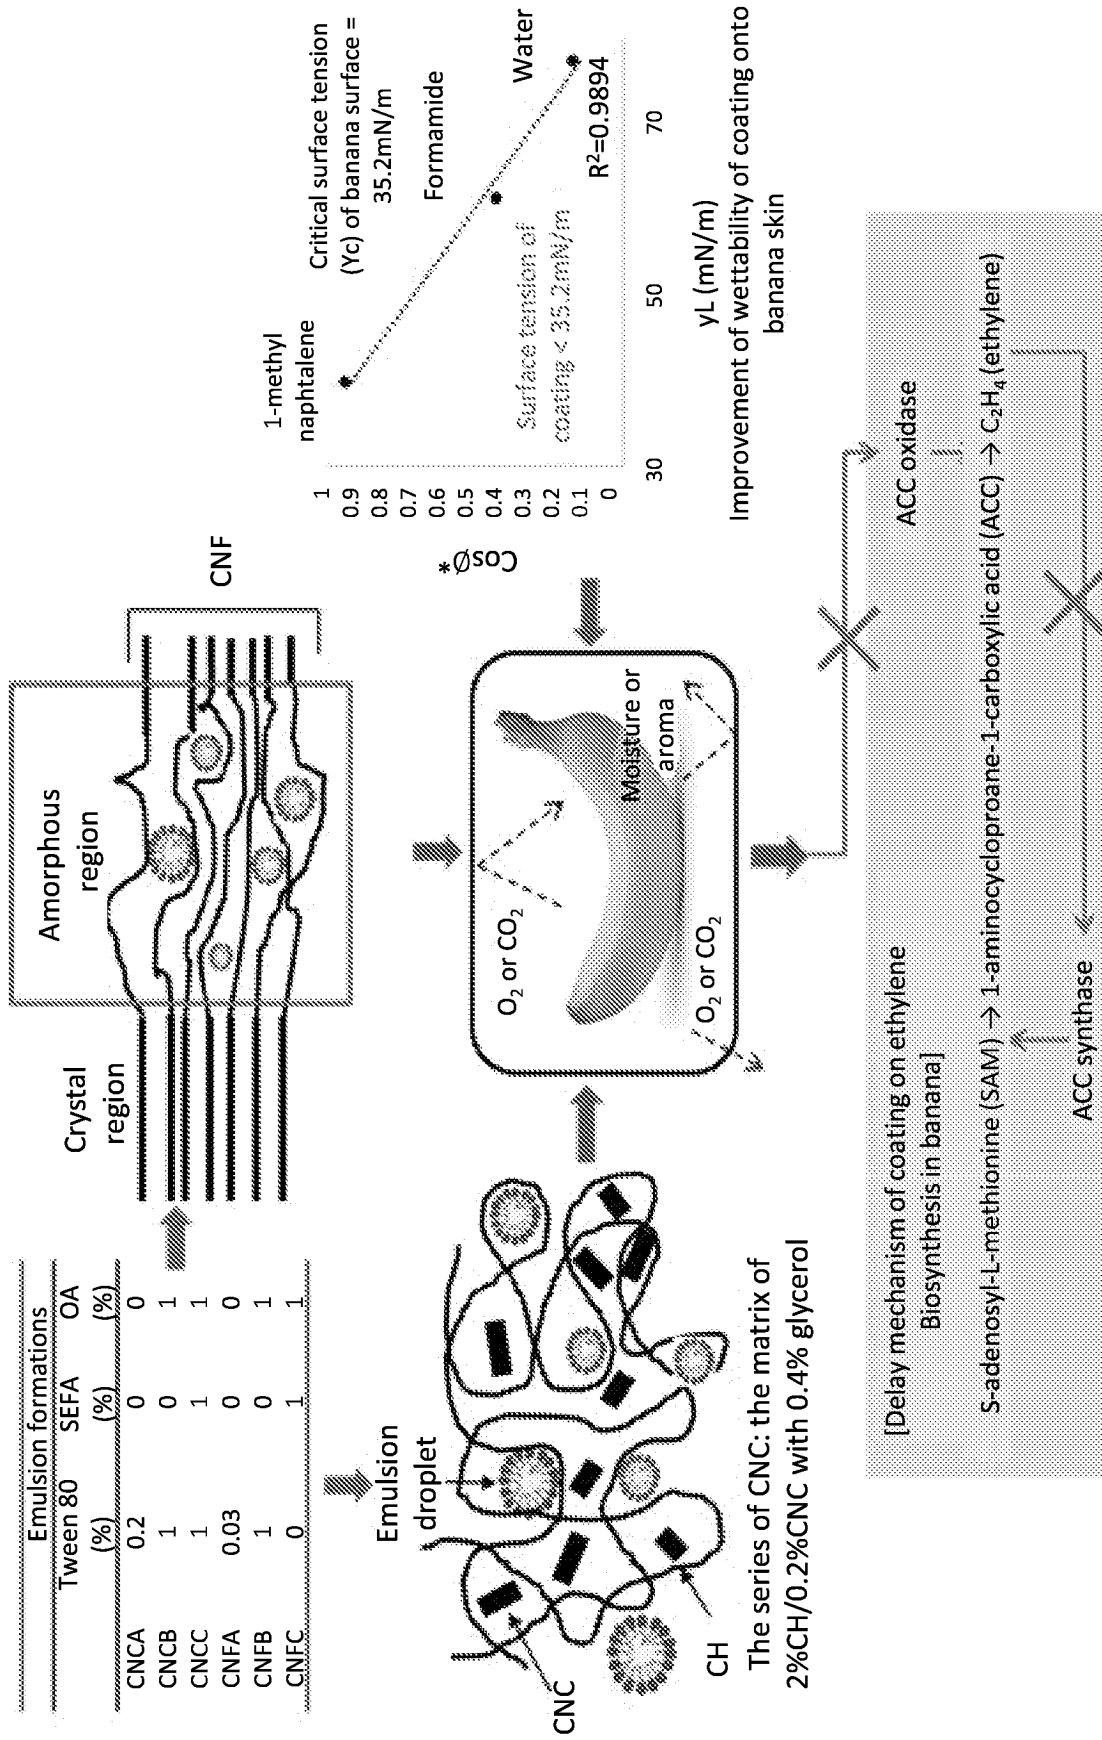 Emulsion formations
Tween 80 SEFA OA
(%) (%) (%)
CNCA 0.2 0 0
CNCB 1 0 1
CNCC 1 1 1
CNFA 0.03 0 0
CNFB 1 0 1
CNFC 0 1 1
Crystal
region
Amorphous
region
CNF
Emulsion
droplet
CNC
CH
The series of CNC: the matrix of
2%CH/0.2%CNC with 0.4% glycerol
O2 or CO2
O2 or CO2
Moisture or
aroma
1-methyl
naphtalene
Critical surface tension
(Yc) of banana surface =
35.2mN/m
Formamide
Water
Surface tension of
coating < 35.2mN/m
R²=0.9894
CosØ*
1
0.9
0.8
0.7
0.6
0.5
0.4
0.3
0.2
0.1
0
30 50 70
yL (mN/m)
Improvement of wettability of coating onto
banana skin
[Delay mechanism of coating on ethylene
Biosynthesis in banana]
ACC oxidase
S-adenosyl-L-methionine (SAM) → 1-aminocyclopropane-1-carboxylic acid (ACC) → C2H4 (ethylene)
ACC synthase